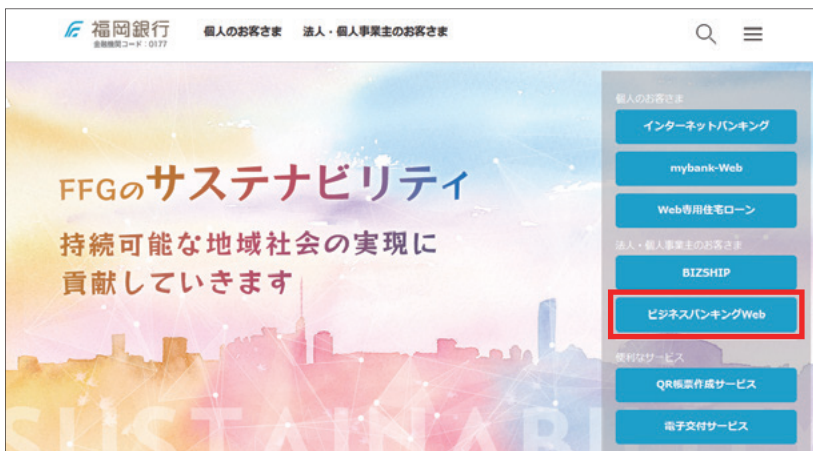 福岡銀行
金融機関コード:0177
個人のお客さま 法人・個人事業主のお客さま
FFGのサステナビリティ
持続可能な地域社会の実現に
貢献していきます
個人のお客さま
インターネットバンキング
mybank-Web
Web専用住宅ローン
法人・個人事業主のお客さま
BIZSHIP
ビジネスバンキングWeb
便利なサービス
QR帳票作成サービス
電子交付サービス
SUSTAINABI